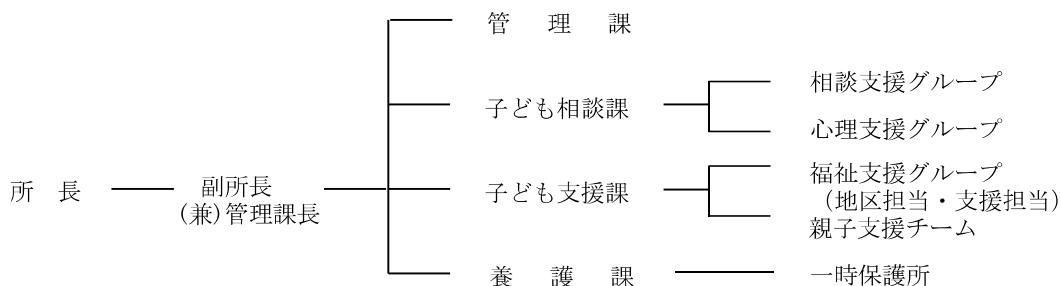 所　長
副所長
(兼)管理課長
管　理　課
子ども相談課
相談支援グループ
心理支援グループ
子ども支援課
福祉支援グループ
（地区担当・支援担当）
親子支援チーム
養　護　課
一時保護所